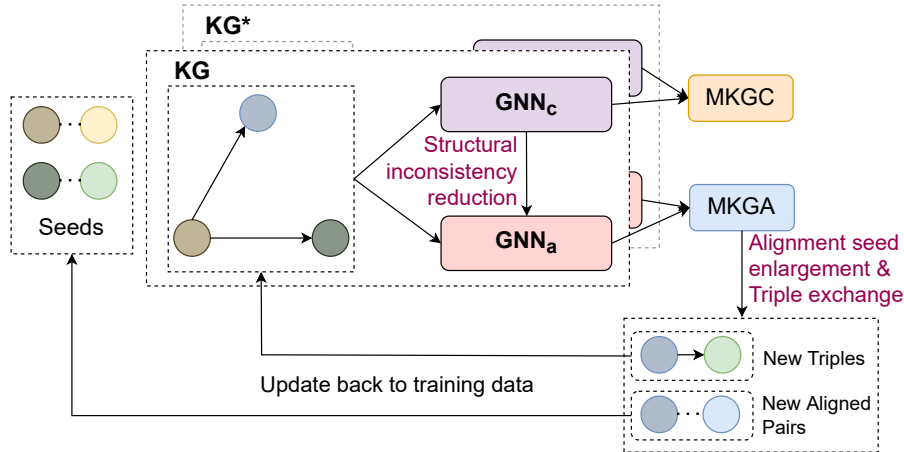 KG*
KG
GNNc
MKGC
Structural
inconsistency
reduction
Seeds
GNNa
MKGA
Alignment seed
enlargement &
Triple exchange
New Triples
Update back to training data
New Aligned
Pairs